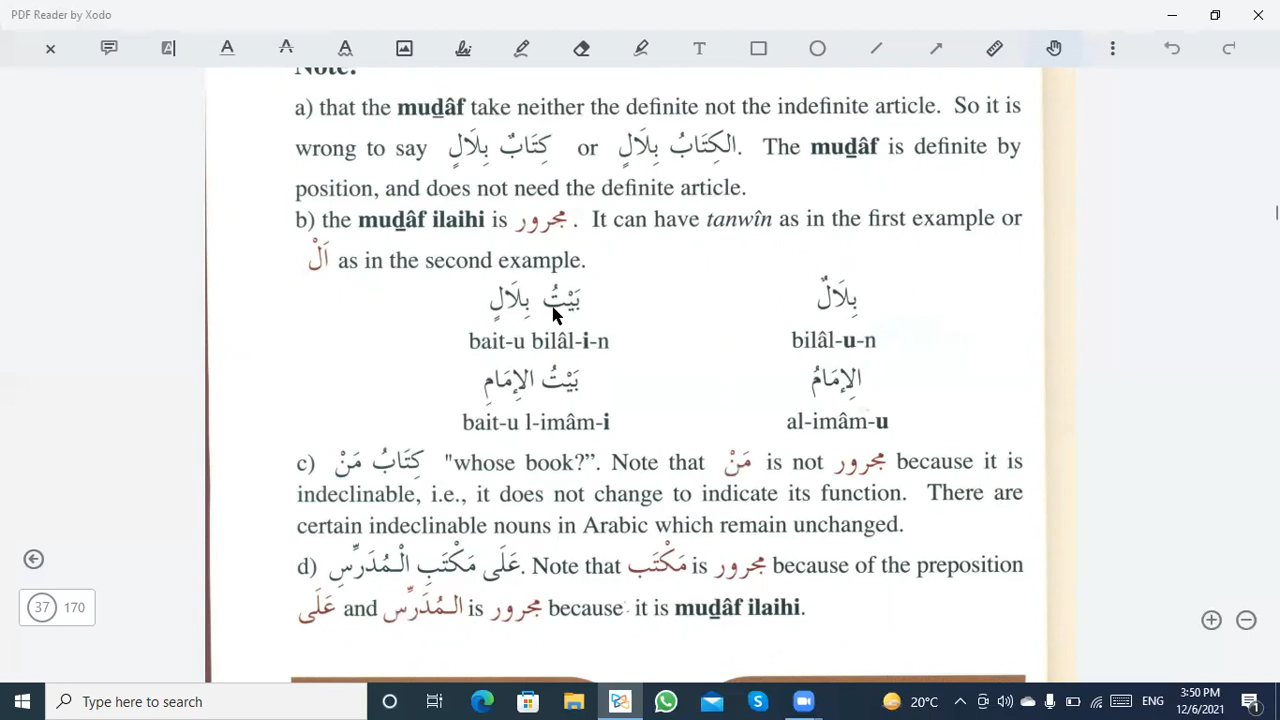 PDF Reader by Xodo
Note:
a) that the muḏâf take neither the definite not the indefinite article. So it is
wrong to say كِتَابٌ بِلَالٍ or الكِتَابُ بِلَالٍ. The muḏâf is definite by
position, and does not need the definite article.
b) the muḏâf ilaihi is مجرور . It can have tanwîn as in the first example or
اَلْ as in the second example.
بَيْتُ بِلَالٍ بِلَالٌ
bait-u bilâl-i-n bilâl-u-n
بَيْتُ الإِمَامِ الإِمَامُ
bait-u l-imâm-i al-imâm-u
c) كِتَابُ مَنْ "whose book?”. Note that مَنْ is not مجرور because it is
indeclinable, i.e., it does not change to indicate its function. There are
certain indeclinable nouns in Arabic which remain unchanged.
d) عَلَى مَكْتَبِ الْمُدَرِّسِ. Note that مَكْتَب is مجرور because of the preposition
عَلَى and المُدَرِّس is مجرور because it is muḏâf ilaihi.
37 170
Type here to search
20°C
ENG
3:50 PM
12/6/2021
1